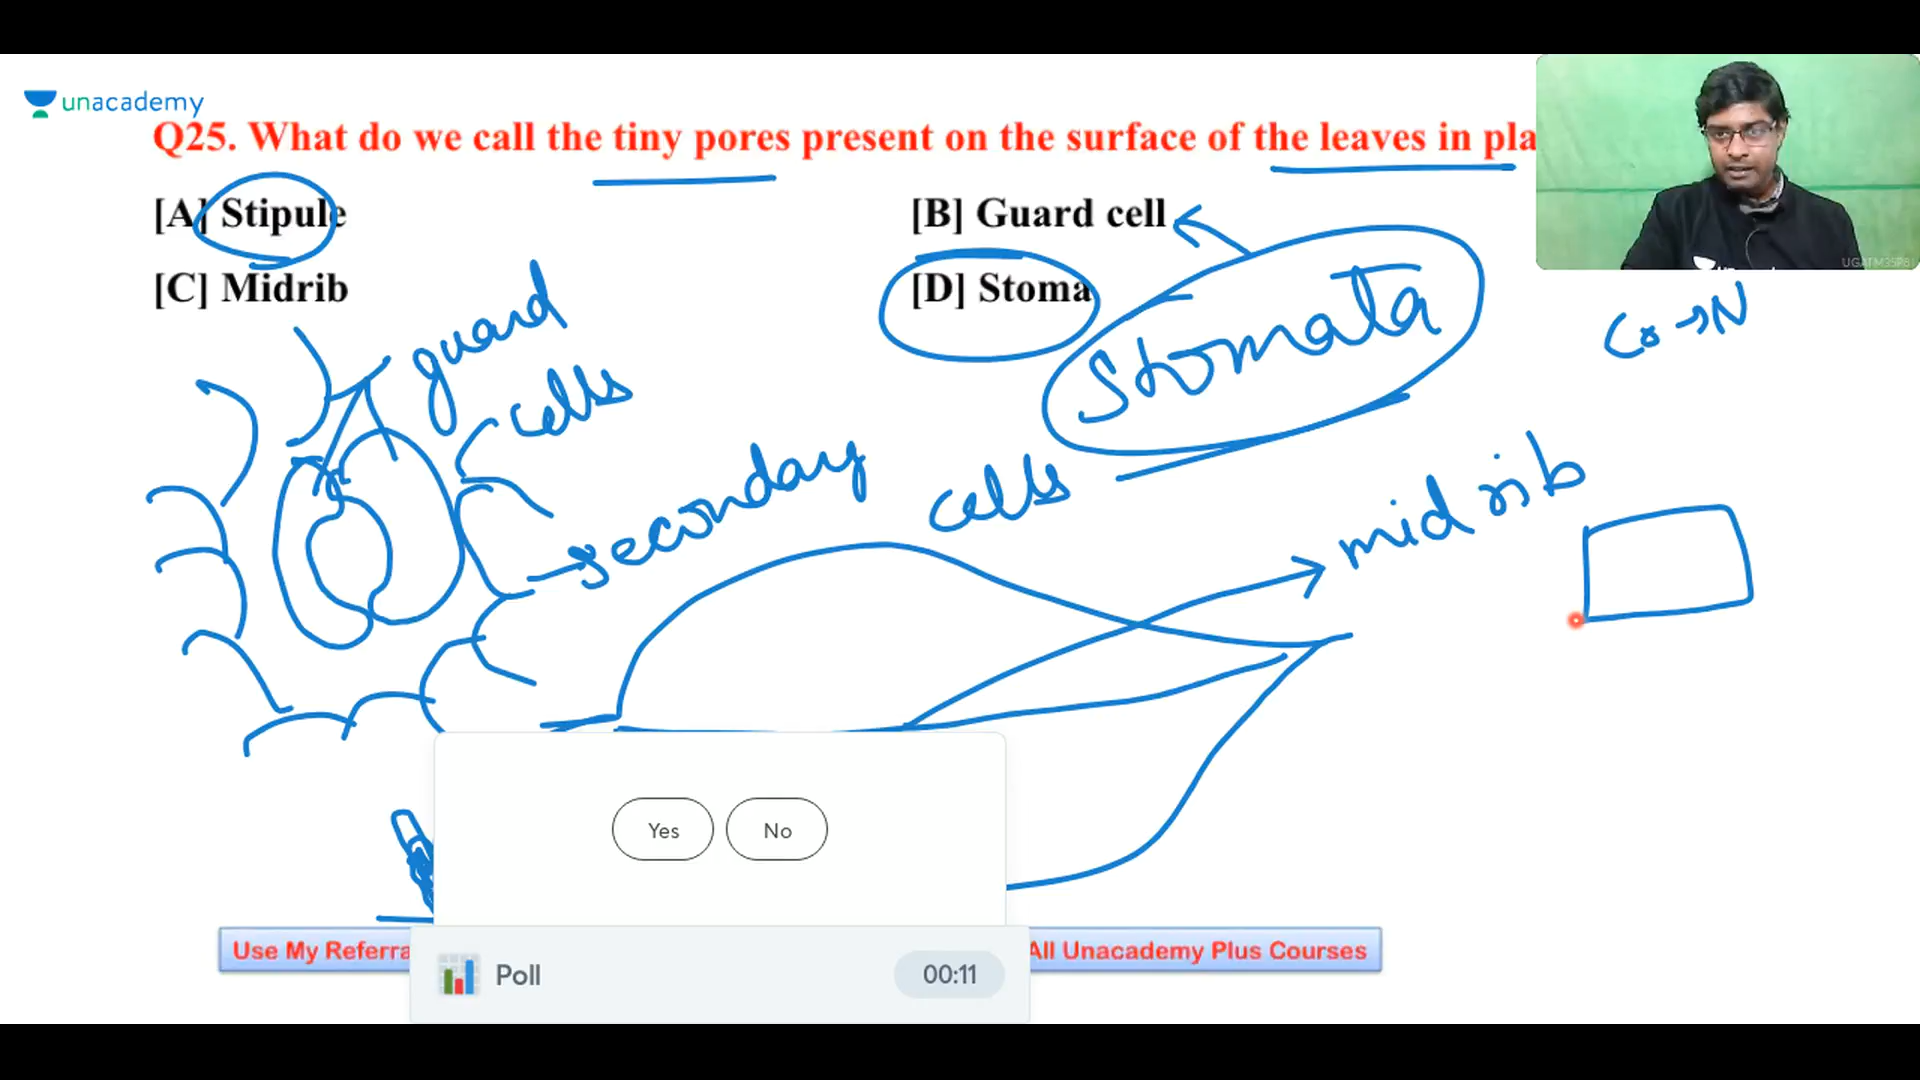 unacademy
Q25. What do we call the tiny pores present on the surface of the leaves in pla
[A] Stipule
[B] Guard cell
[C] Midrib
[D] Stoma
guard
cells
Stomata
secondary
cells
mid rib
Use My Referra
All Unacademy Plus Courses
Yes
No
Poll
00:11